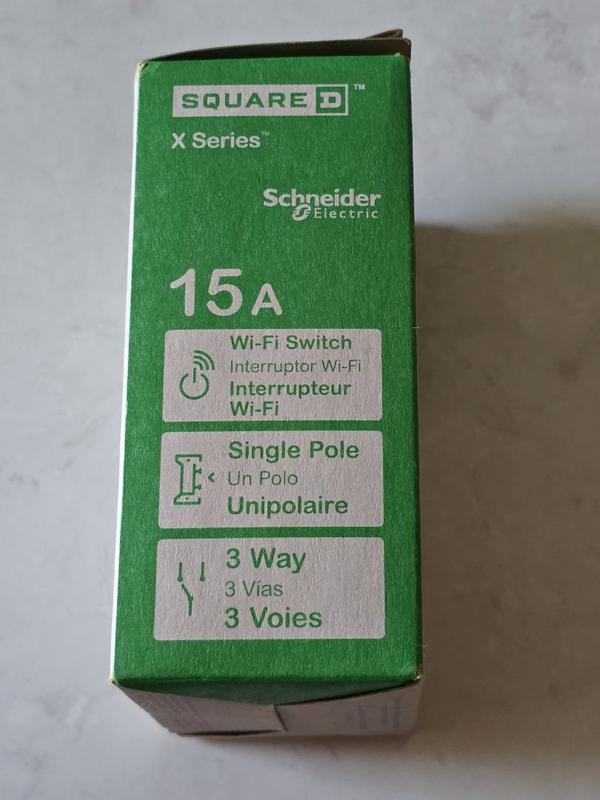 SQUARE D™
X Series™
Schneider
Electric
15A
Wi-Fi Switch
Interruptor Wi-Fi
Interrupteur
Wi-Fi
Single Pole
Un Polo
Unipolaire
3 Way
3 Vías
3 Voies